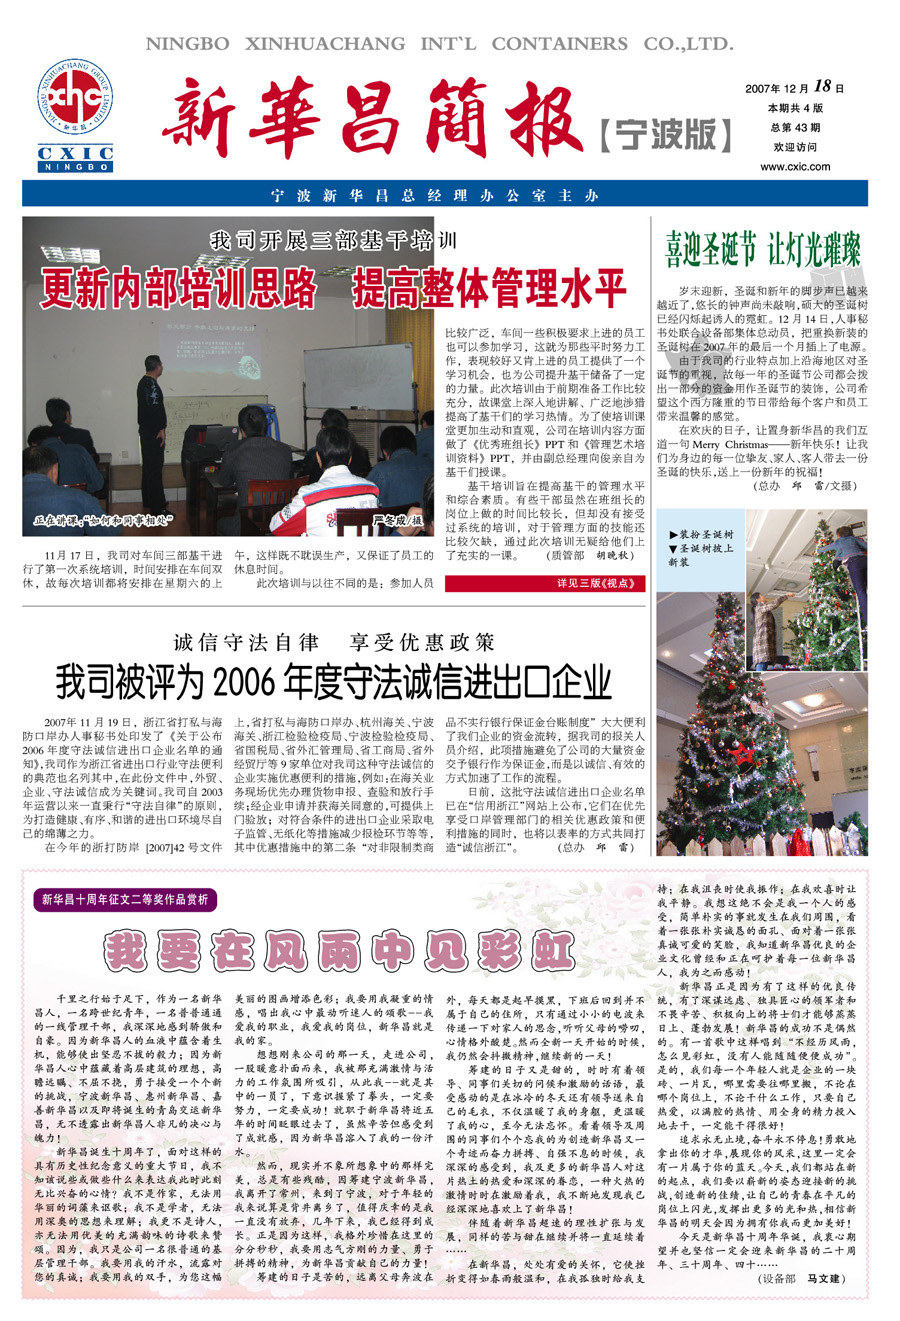 NINGBO XINHUACHANG INT`L CONTAINERS CO.,LTD.
JIANGSU XINHUACHANG GROUP LIMITED
xhc
·新华昌·
CXIC
NINGBO
新華昌簡报【宁波版】
2007年 12 月 18 日
本期共 4 版
总第 43 期
欢迎访问
www.cxic.com
宁波新华昌总经理办公室主办
我司开展三部基干培训
更新内部培训思路 提高整体管理水平
正在讲课:“如何和同事相处”
严冬成/摄
11月 17 日，我司对车间三部基干进
行了第一次系统培训，时间安排在车间双
休，故每次培训都将安排在星期六的上
午，这样既不耽误生产，又保证了员工的
休息时间。
此次培训与以往不同的是：参加人员
比较广泛，车间一些积极要求上进的员工
也可以参加学习，这就为那些平时努力工
作，表现较好又肯上进的员工提供了一个
学习机会，也为公司提升基干储备了一定
的力量。此次培训由于前期准备工作比较
充分，故课堂上深入地讲解、广泛地涉猎
提高了基干们的学习热情。为了使培训课
堂更加生动和直观，公司在培训内容方面
做了《优秀班组长》PPT 和《管理艺术培
训资料》PPT，并由副总经理向俊亲自为
基干们授课。
基干培训旨在提高基干的管理水平
和综合素质。有些干部虽然在班组长的
岗位上做的时间比较长，但却没有接受
过系统的培训，对于管理方面的技能还
比较欠缺，通过此次培训无疑给他们上
了充实的一课。 (质管部 胡晚秋)
详见三版《视点》
喜迎圣诞节 让灯光璀璨
岁末迎新，圣诞和新年的脚步声已越来
越近了,悠长的钟声尚未敲响,硕大的圣诞树
已经闪烁起诱人的霓虹。12 月 14 日,人事秘
书处联合设备部集体总动员，把重换新装的
圣诞树在 2007 年的最后一个月插上了电源。
由于我司的行业特点加上沿海地区对圣
诞节的重视，故每一年的圣诞节公司都会拨
出一部分的资金用作圣诞节的装饰，公司希
望这个西方隆重的节日带给每个客户和员工
带来温馨的感觉。
在欢庆的日子，让置身新华昌的我们互
道一句 Merry Christmas——新年快乐！让我
们为身边的每一位挚友、家人、客人带去一份
圣诞的快乐,送上一份新年的祝福！
(总办 邱 雷/文摄)
▶装扮圣诞树
▼圣诞树披上
新装
诚信守法自律 享受优惠政策
我司被评为 2006 年度守法诚信进出口企业
2007年 11 月 19 日，浙江省打私与海
防口岸办人事秘书处印发了《关于公布
2006 年度守法诚信进出口企业名单的通
知》,我司作为浙江省进出口行业守法便利
的典范也名列其中,在此份文件中,外贸、
企业、守法诚信成为关键词。我司自 2003
年运营以来一直秉行“守法自律”的原则,
为打造健康、有序、和谐的进出口环境尽自
己的绵薄之力。
在今年的浙打防岸 [2007]42 号文件
上,省打私与海防口岸办、杭州海关、宁波
海关、浙江检验检疫局、宁波检验检疫局、
省国税局、省外汇管理局、省工商局、省外
经贸厅等 9 家单位对我司这种守法诚信的
企业实施优惠便利的措施,例如:在海关业
务现场优先办理货物申报、查验和放行手
续;经企业申请并获海关同意的,可提供上
门验放；对符合条件的进出口企业采取电
子监管、无纸化等措施减少报检环节等等,
其中优惠措施中的第二条“对非限制类商
品不实行银行保证金台账制度”大大便利
了我们企业的资金流转，据我司的报关人
员介绍，此项措施避免了公司的大量资金
交予银行作为保证金,而是以诚信、有效的
方式加速了工作的流程。
日前，这批守法诚信进出口企业名单
已在“信用浙江”网站上公布,它们在优先
享受口岸管理部门的相关优惠政策和便
利措施的同时，也将以表率的方式共同打
造“诚信浙江”。 (总办 邱 雷)
新华昌十周年征文二等奖作品赏析
我要在风雨中见彩虹
千里之行始于足下，作为一名新华
昌人，一名跨世纪青年，一名普普通通
的一线管理干部，我深深地感到骄傲和
自豪。因为新华昌人的血液中蕴含着生
机，能够使出坚忍不拔的毅力；因为新
华昌人心中蕴藏着高层建筑的理想，高
瞻远瞩、不屈不挠，勇于接受一个个新
的挑战，宁波新华昌、惠州新华昌、嘉
善新华昌以及即将诞生的青岛交运新华
昌，无不透露出新华昌人非凡的决心与
魄力！
新华昌诞生十周年了，面对这样的
具有历史性纪念意义的重大节日，我不
知该说些或做些什么来表达我此时此刻
无比兴奋的心情？我不是作家，无法用
华丽的词藻来讴歌；我不是学者，无法
用深奥的思想来理解；我更不是诗人，
亦无法用优美的充满韵味的诗歌来赞
颂。因为，我只是公司一名很普通的基
层管理干部。我要用我的汗水，流露对
您的真诚；我要用我的双手，为您这幅
美丽的图画增添色彩；我要用我凝重的情
感，唱出我心中最动听迷人的颂歌--我
爱我的职业，我爱我的岗位，新华昌就是
我的家。
想想刚来公司的那一天，走进公司，
一股暖意扑面而来，我被那充满激情与活
力的工作氛围所吸引，从此我--就是其
中的一员了，下意识握紧了拳头，一定要
努力，一定要成功！就职于新华昌将近五
年的时间眨眼过去了，虽然辛苦但感受到
了成就感，因为新华昌溶入了我的一份汗
水。
然而，现实并不象所想象中的那样完
美，总是有些残酷，因筹建宁波新华昌，
我离开了常州，来到了宁波，对于年轻的
我来说算是背井离乡了，值得庆幸的是我
一直没有放弃，几年下来，我已经得到成
长。正是因为这样，我格外珍惜在这里的
分分秒秒，我要用志气方刚的力量、勇于
拼搏的精神，为新华昌贡献自己的力量！
筹建的日子是苦的，远离父母奔波在
外，每天都是起早摸黑，下班后回到并不
属于自己的住所，只有通过小小的电波来
传递一下对家人的思念,听听父母的唠叨,
心情格外酸楚。然而全新一天开始的时候,
我仍然会抖擞精神,继续新的一天！
筹建的日子又是甜的，时时有着领
导、同事们关切的问候和激励的话语，最
受感动的是在冰冷的冬天还有领导送来自
己的毛衣，不仅温暖了我的身躯，更温暖
了我的心，至今无法忘怀。看着领导及周
围的同事们个个忘我的为创造新华昌又一
个奇迹而奋力拼搏、自强不息的时候，我
深深的感受到，我及更多的新华昌人对这
片热土的热爱和深深的眷恋，一种火热的
激情时时在激励着我，我不断地发现我已
经深深地喜欢上了新华昌！
伴随着新华昌超速的理性扩张与发
展，同样的苦与甜在继续并将一直延续着
……
在新华昌，处处有爱的关怀，它使挫
折变得如春雨般温和，在我孤独时给我支
持；在我沮丧时使我振作；在我欢喜时让
我平静。我想这绝不会是我一个人的感
受，简单朴实的事就发生在我们周围，看
着一张张朴实诚恳的面孔、面对着一张张
真诚可爱的笑脸，我知道新华昌优良的企
业文化曾经和正在呵护着每一位新华昌
人，我为之而感动！
新华昌正是因为有了这样的优良传
统，有了深谋远虑、独具匠心的领军者和
不畏辛苦、积极向上的将士们才能够蒸蒸
日上、蓬勃发展！新华昌的成功不是偶然
的。有一首歌中这样唱到“不经历风雨，
怎么见彩虹，没有人能随随便便成功”。
是的，我们每一个年轻人就是企业的一块
砖、一片瓦，哪里需要往哪里搬，不论在
哪个岗位上，不论干什么工作，只要自己
热爱，以满腔的热情、用全身的精力投入
地去干，一定能干得很好！
追求永无止境,奋斗永不停息！勇敢地
拿出你的才华,展现你的风采,这里一定会
有一片属于你的蓝天。今天,我们都站在新
的起点，我们要以崭新的姿态迎接新的挑
战,创造新的佳绩,让自己的青春在平凡的
岗位上闪光,发挥出更多的光和热,相信新
华昌的明天会因为拥有你我而更加美好！
今天是新华昌十周年华诞，我衷心期
望并也坚信一定会迎来新华昌的二十周
年、三十周年、四十……
(设备部 马文建)